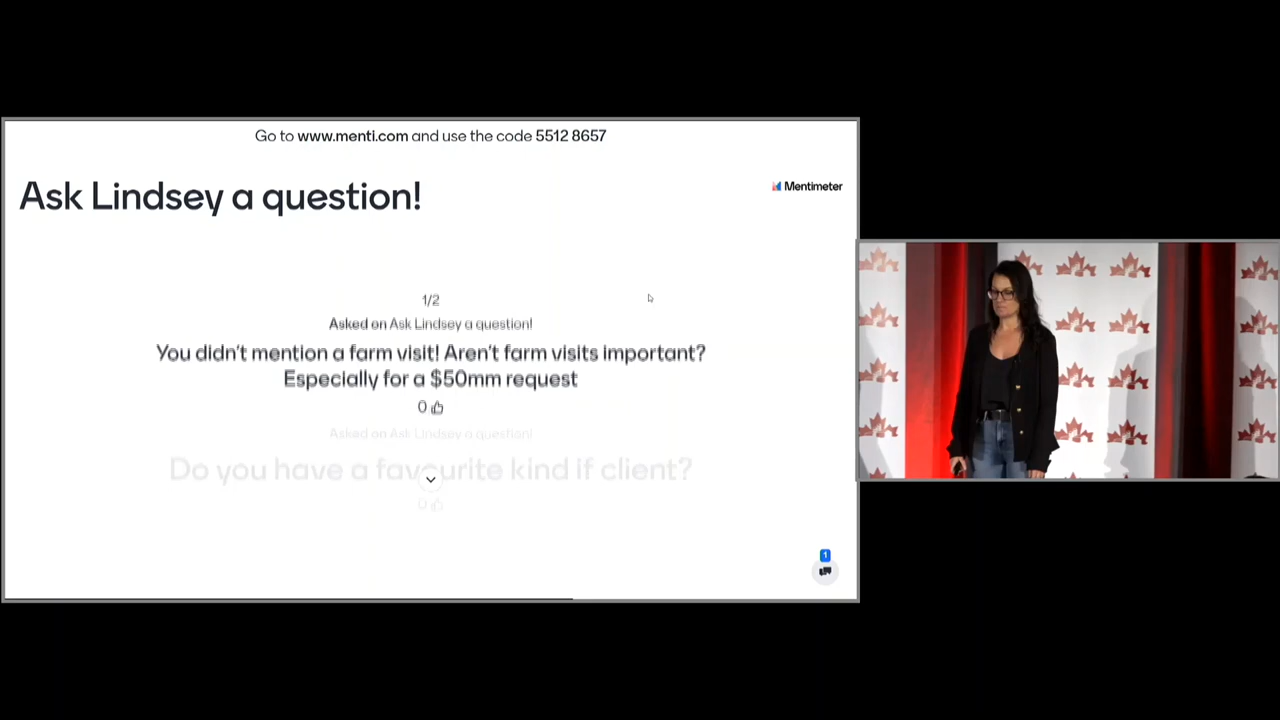 Go to www.menti.com and use the code 5512 8657
Ask Lindsey a question!
Mentimeter
1/2
Asked on Ask Lindsey a question!
You didn't mention a farm visit! Aren't farm visits important?
Especially for a $50mm request
0
Asked on Ask Lindsey a question!
Do you have a favourite kind if client?
0
1